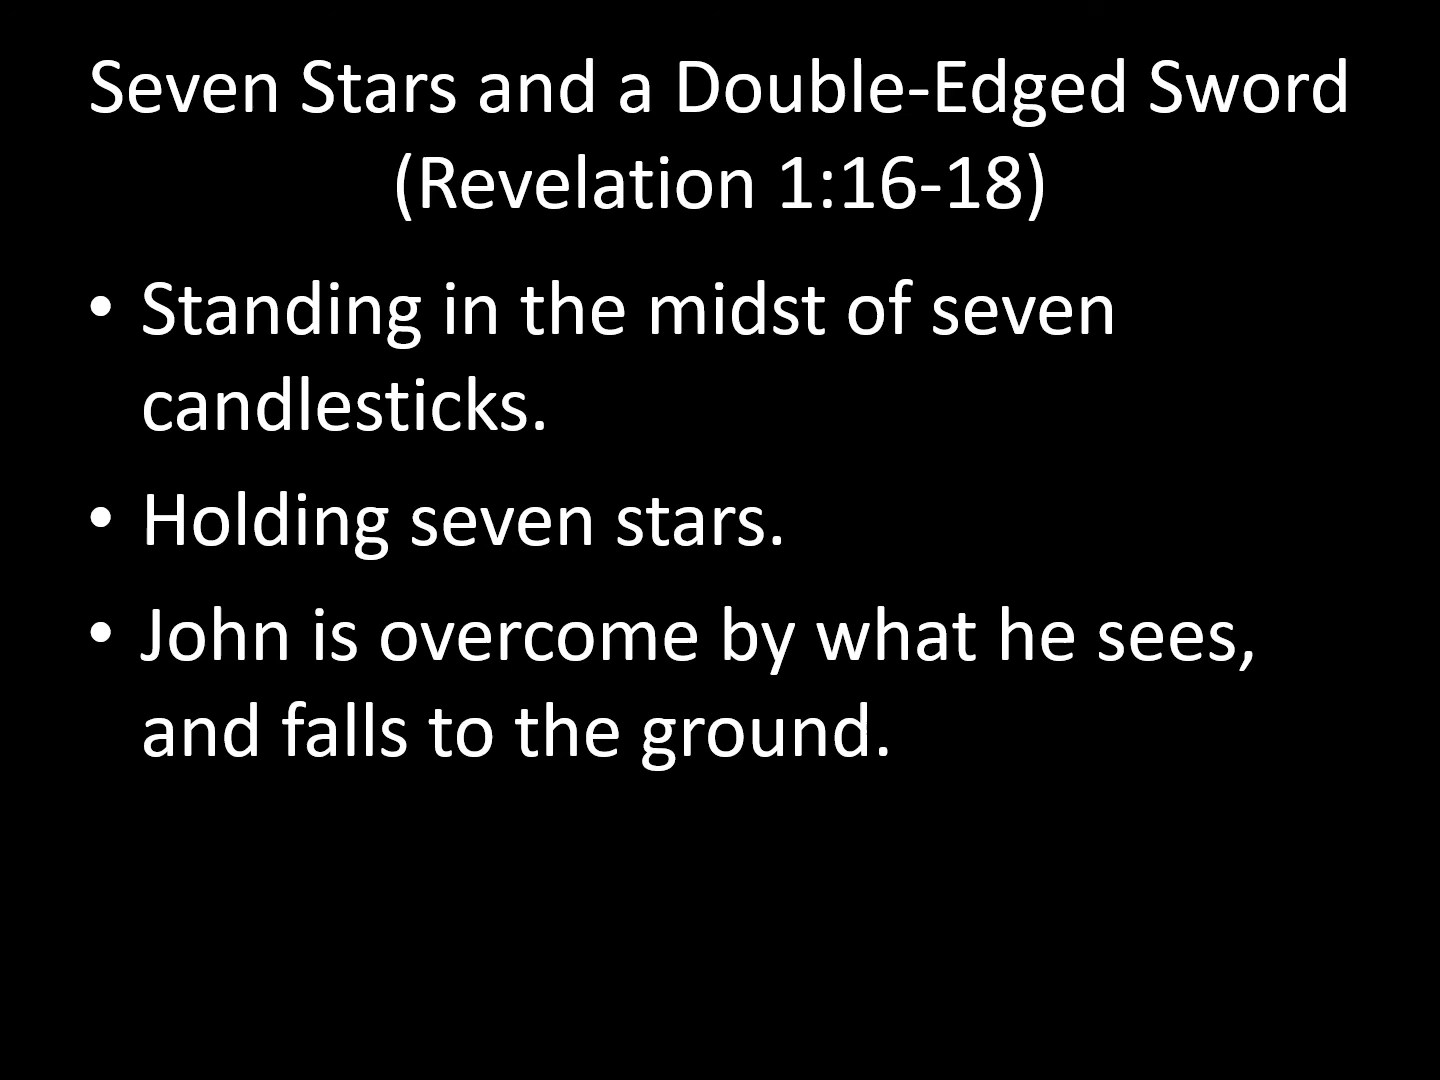 Seven Stars and a Double-Edged Sword
(Revelation 1:16-18)
• Standing in the midst of seven
candlesticks.
• Holding seven stars.
• John is overcome by what he sees,
and falls to the ground.